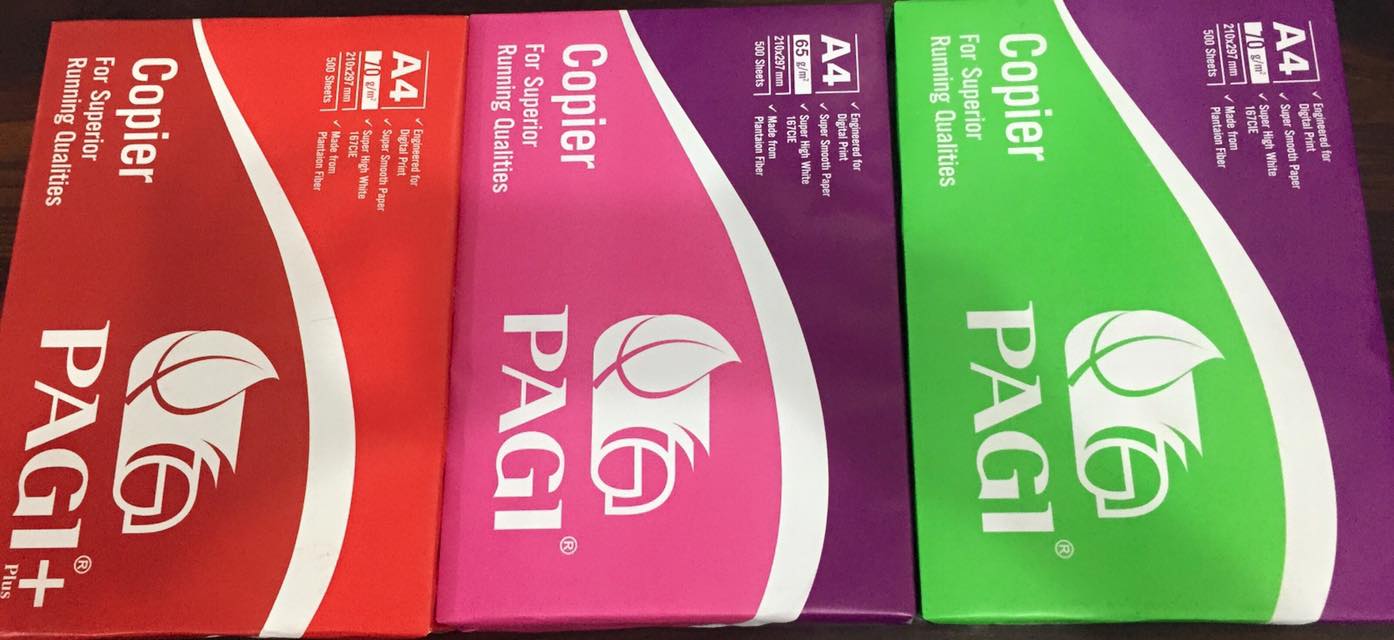 A4
70 g/m²
210x297 mm
500 Sheets
✓ Engineered for
Digital Print
✓ Super Smooth Paper
✓ Super High White
167CIE
✓ Made from
Plantaion Fiber
Copier
For Superior
Running Qualities
PAGI®+
Plus
A4
65 g/m²
210x297 mm
500 Sheets
✓ Engineered for
Digital Print
✓ Super Smooth Paper
✓ Super High White
167CIE
✓ Made from
Plantaion Fiber
Copier
For Superior
Running Qualities
PAGI®
A4
70 g/m²
210x297 mm
500 Sheets
✓ Engineered for
Digital Print
✓ Super Smooth Paper
✓ Super High White
167CIE
✓ Made from
Plantaion Fiber
Copier
For Superior
Running Qualities
PAGI®